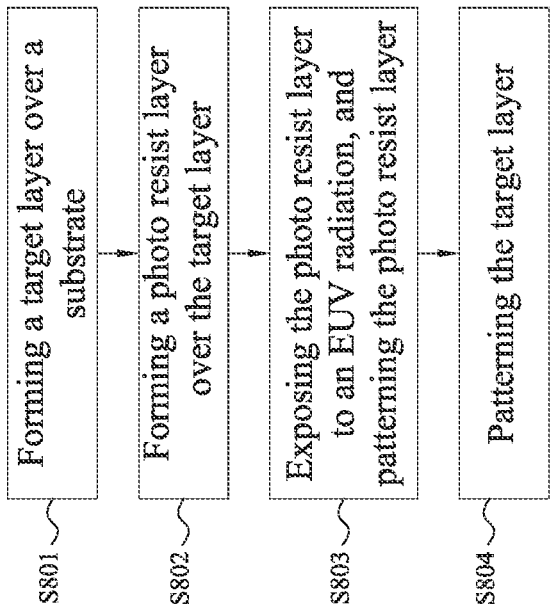 S801
Forming a target layer over a
substrate
S802
Forming a photo resist layer
over the target layer
S803
Exposing the photo resist layer
to an EUV radiation, and
patterning the photo resist layer
S804
Patterning the target layer